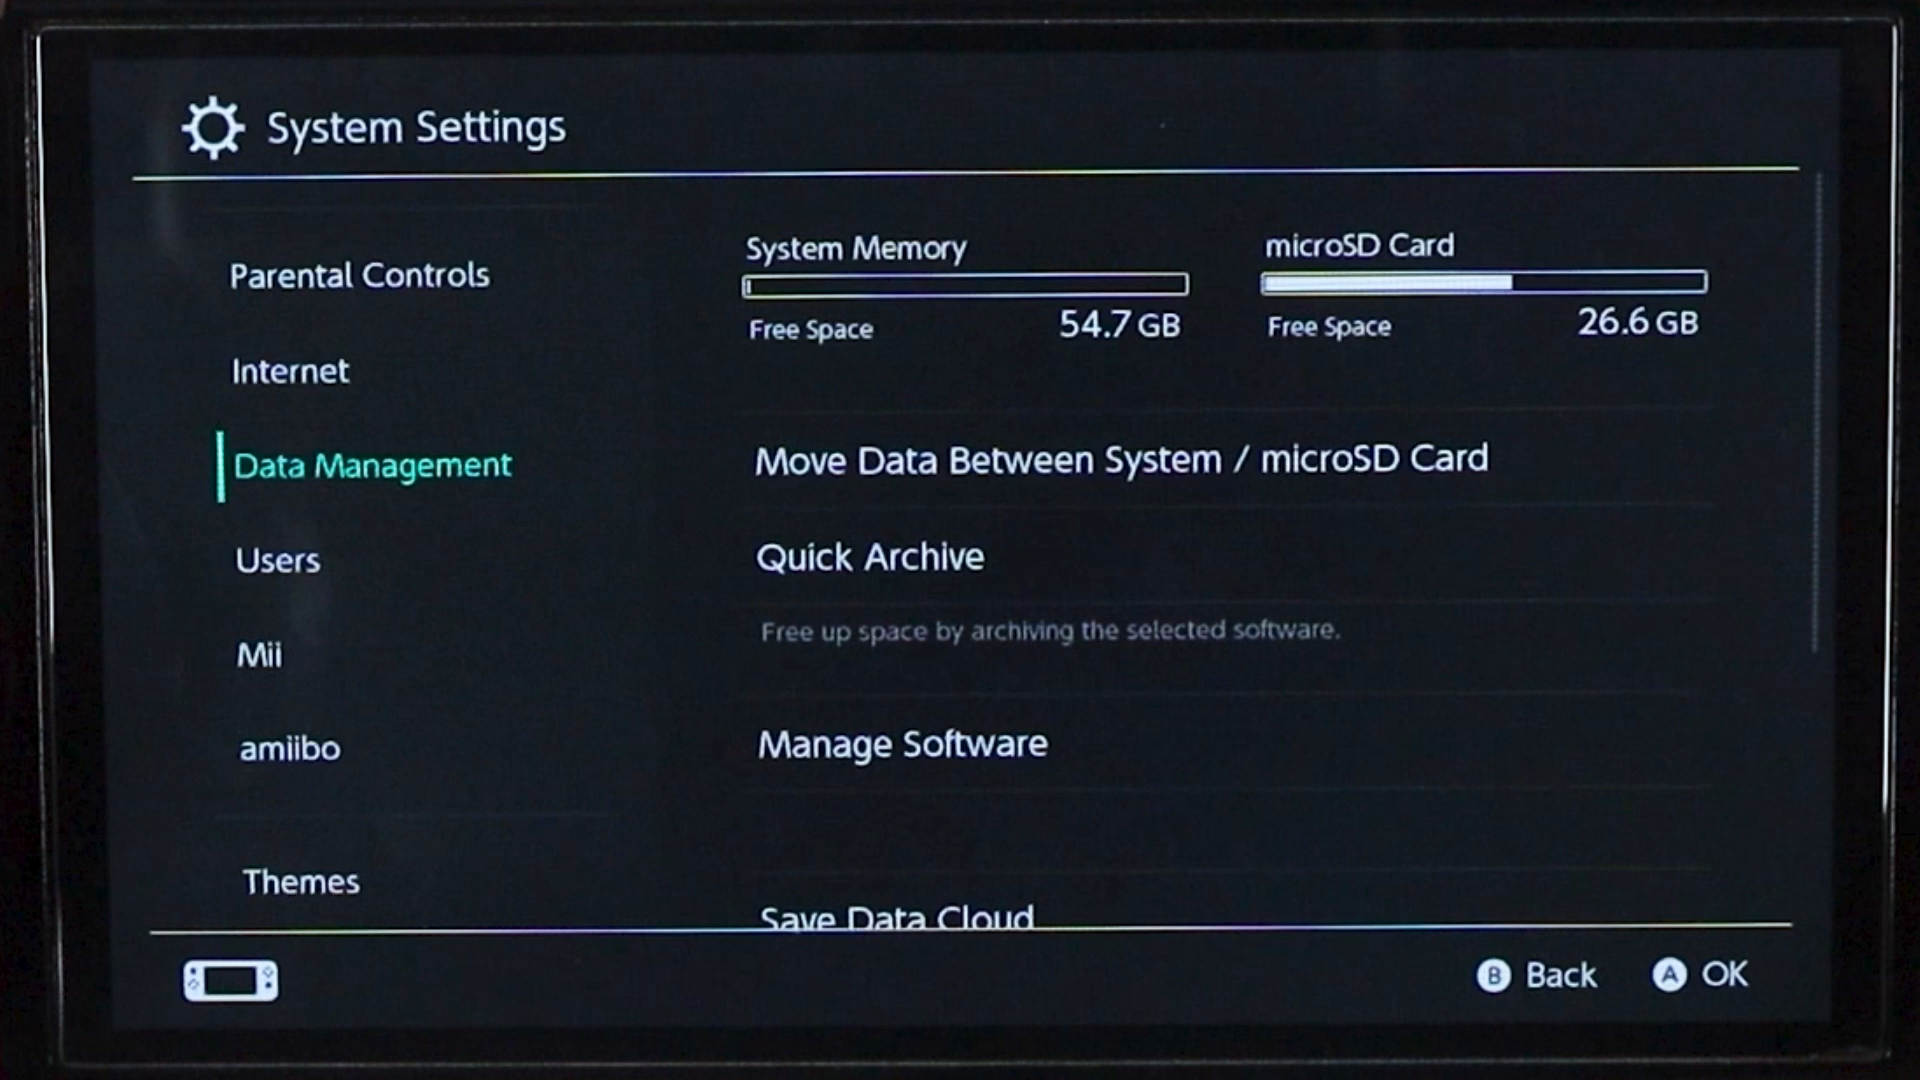 System Settings
Parental Controls
Internet
Data Management
Users
Mii
amiibo
Themes
System Memory
Free Space 54.7 GB
microSD Card
Free Space 26.6 GB
Move Data Between System / microSD Card
Quick Archive
Free up space by archiving the selected software.
Manage Software
Save Data Cloud
B Back A OK